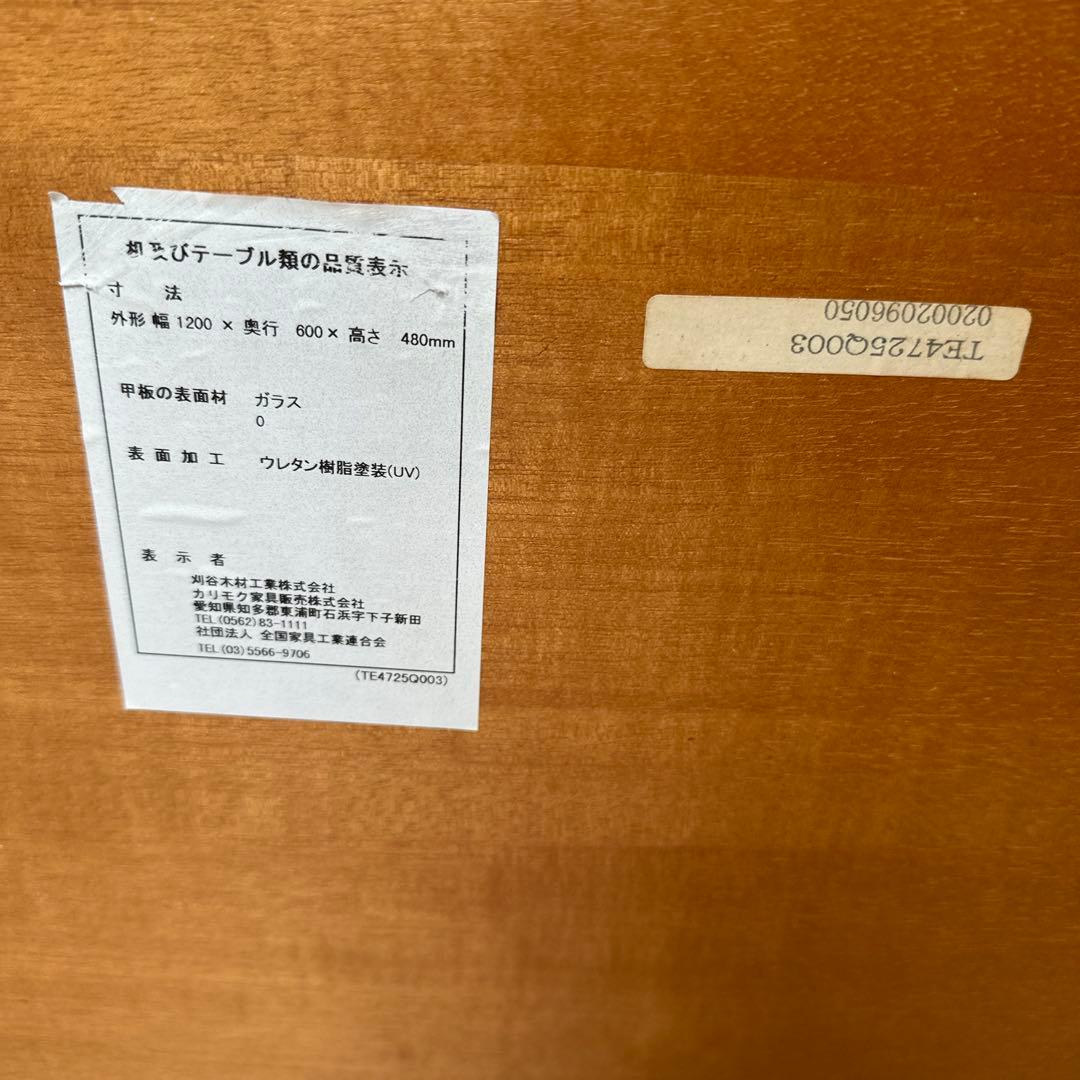 机及びテーブル類の品質表示
寸 法
外形 幅 1200 × 奥行 600 × 高さ 480mm
甲板の表面材 ガラス
0
表面加工 ウレタン樹脂塗装(UV)
表示者
刈谷木材工業株式会社
カリモク家具販売株式会社
愛知県知多郡東浦町石浜字下子新田
TEL(0562)83-1111
社団法人 全国家具工業連合会
TEL(03)5566-9706
(TE4725Q003)
TE4725Q003
02002096050